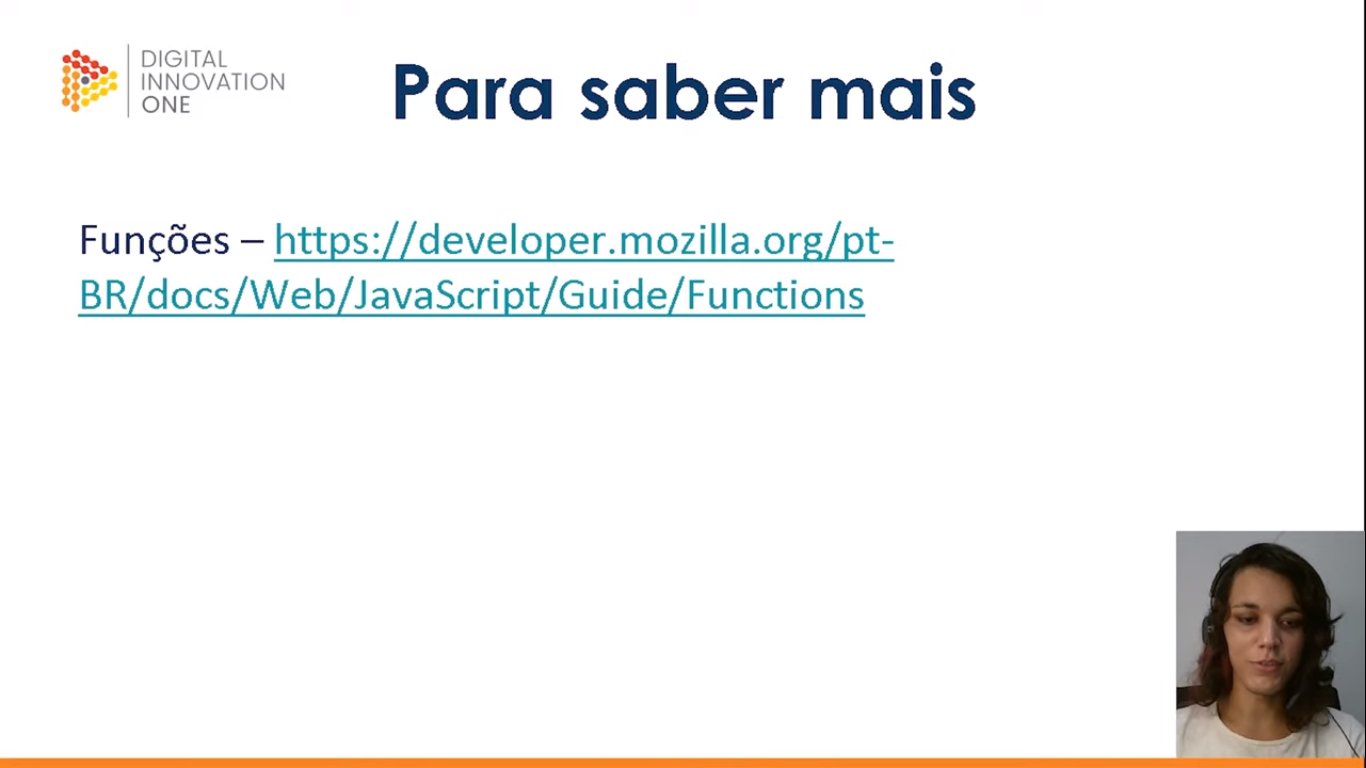 DIGITAL
INNOVATION
ONE
Para saber mais
Funções – https://developer.mozilla.org/pt-
BR/docs/Web/JavaScript/Guide/Functions